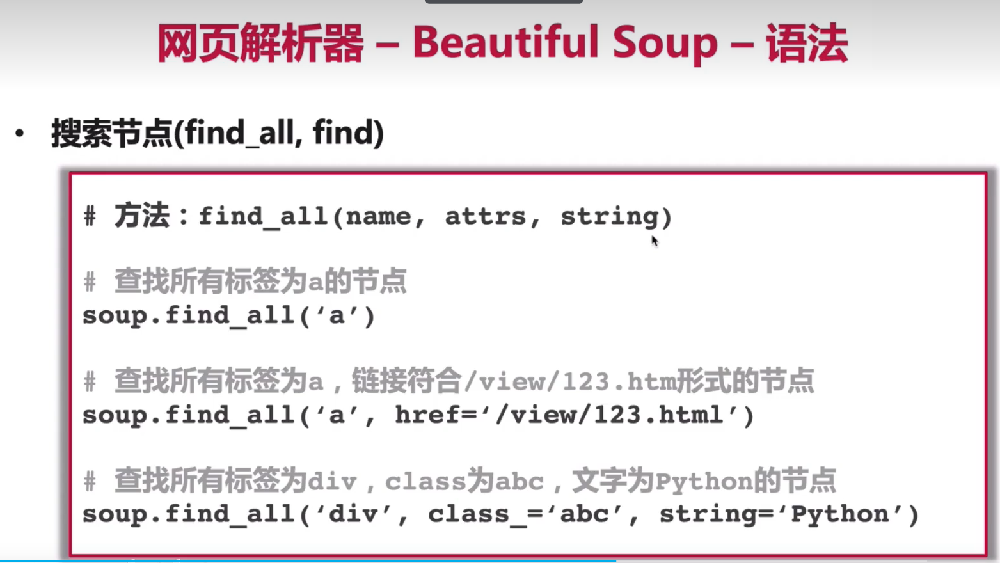 网页解析器 – Beautiful Soup – 语法
• 搜索节点(find_all, find)
# 方法：find_all(name, attrs, string)
# 查找所有标签为a的节点
soup.find_all(‘a’)
# 查找所有标签为a，链接符合/view/123.htm形式的节点
soup.find_all(‘a’, href=‘/view/123.html’)
# 查找所有标签为div，class为abc，文字为Python的节点
soup.find_all(‘div’, class_=‘abc’, string=‘Python’)